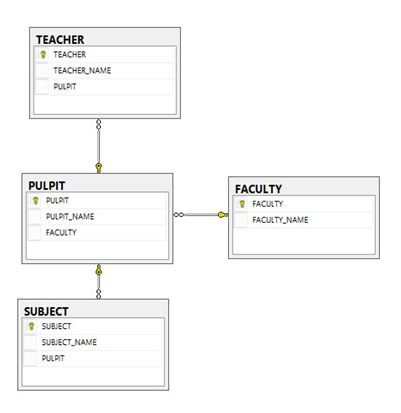 TEACHER
TEACHER
TEACHER_NAME
PULPIT
PULPIT
PULPIT
PULPIT_NAME
FACULTY
FACULTY
FACULTY
FACULTY_NAME
SUBJECT
SUBJECT
SUBJECT_NAME
PULPIT